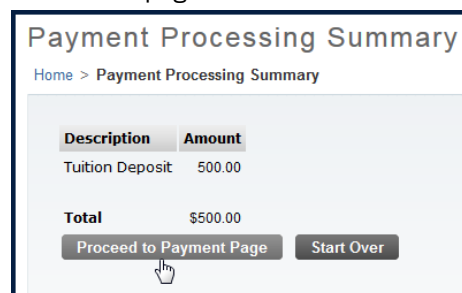 Payment Processing Summary
Home > Payment Processing Summary
Description Amount
Tuition Deposit 500.00
Total $500.00
Proceed to Payment Page Start Over